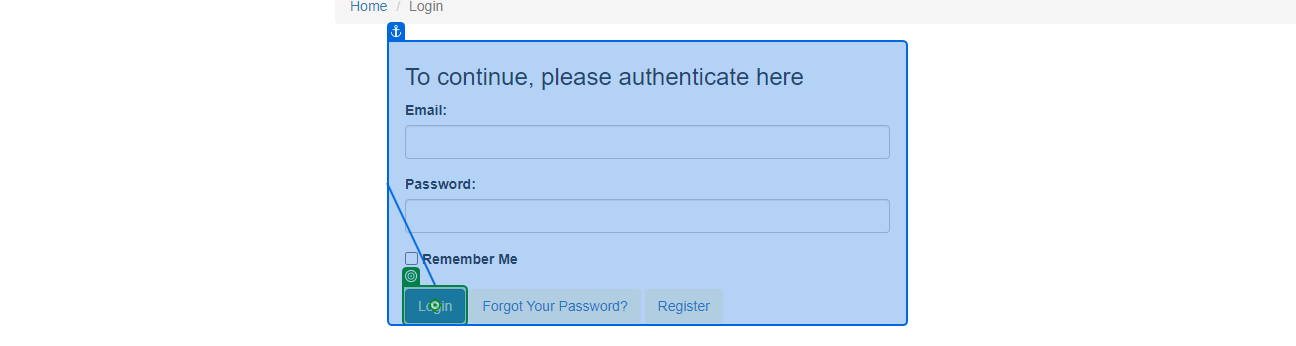 Home / Login
To continue, please authenticate here
Email:
Password:
Remember Me
Login Forgot Your Password? Register